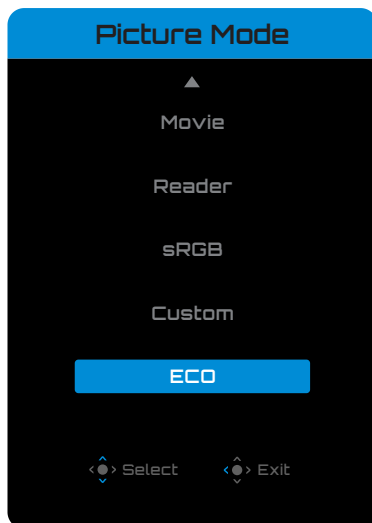 Picture Mode
Movie
Reader
sRGB
Custom
ECO
Select Exit